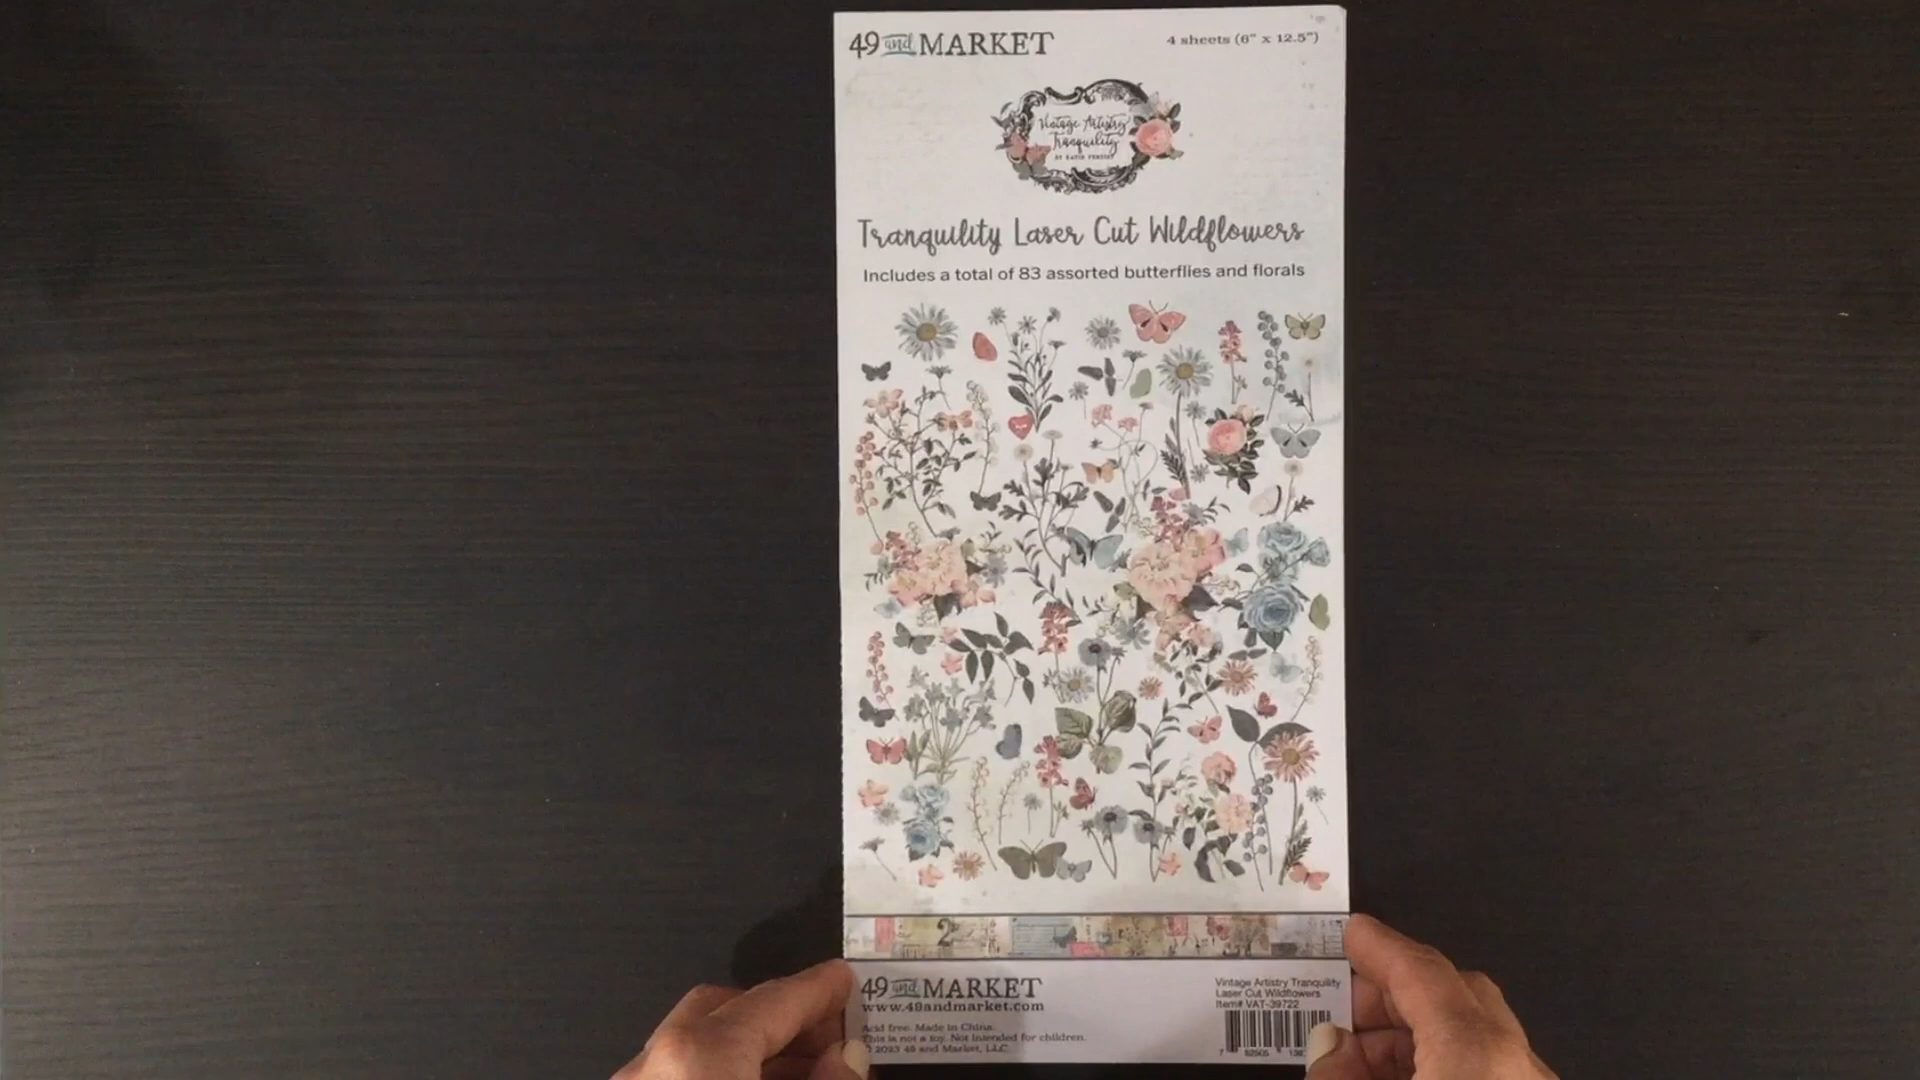 49 and MARKET
4 sheets (6" x 12.5")
Vintage Artistry
Tranquility
Tranquility Laser Cut Wildflowers
Includes a total of 83 assorted butterflies and florals
2
49 and MARKET
www.49andmarket.com
Acid free. Made in China.
This is not a toy. Not intended for children.
© 2023 49 and Market, LLC.
Vintage Artistry Tranquility
Laser Cut Wildflowers
Item# VAT-39722